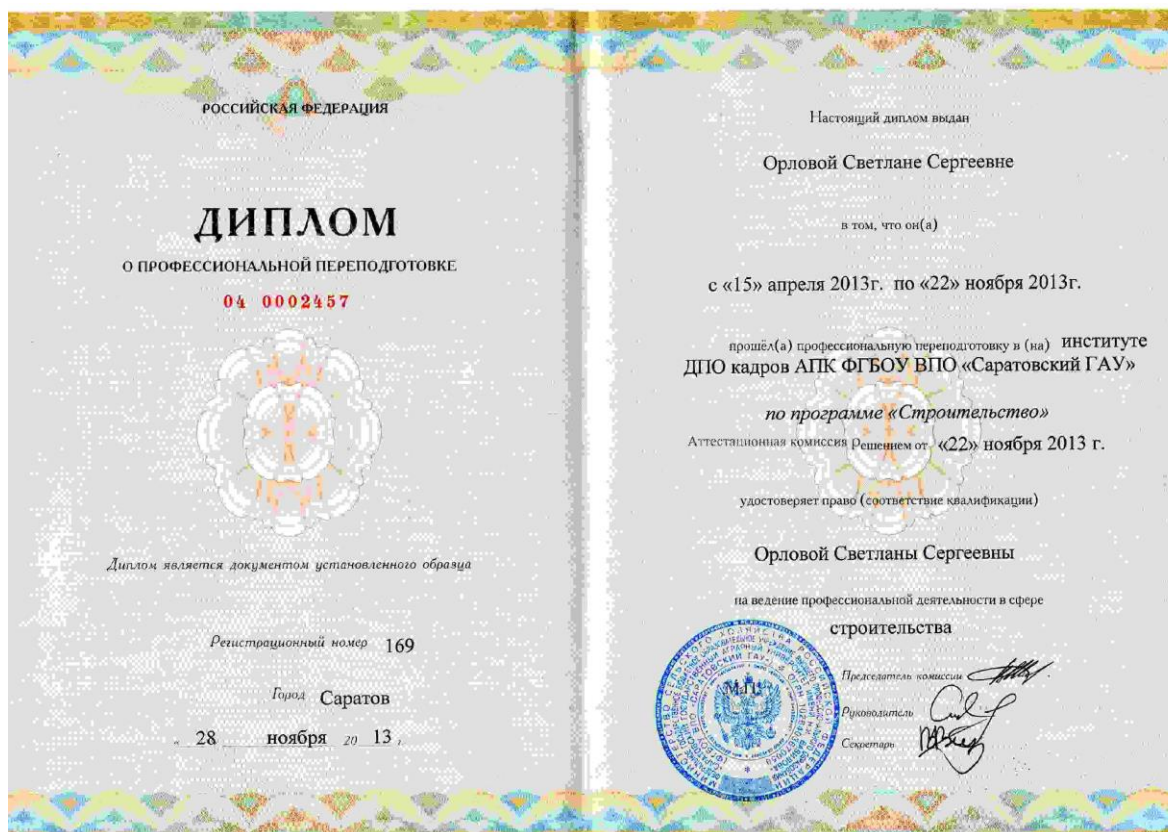 РОССИЙСКАЯ ФЕДЕРАЦИЯ
ДИПЛОМ
О ПРОФЕССИОНАЛЬНОЙ ПЕРЕПОДГОТОВКЕ
04 0002457
Диплом является документом установленного образца
Регистрационный номер 169
Город Саратов
« 28 ноября 20 13 г.
Настоящий диплом выдан
Орловой Светлане Сергеевне
в том, что он(а)
с «15» апреля 2013г. по «22» ноября 2013г.
прошёл(а) профессиональную переподготовку в (на) институте
ДПО кадров АПК ФГБОУ ВПО «Саратовский ГАУ»
по программе «Строительство»
Аттестационная комиссия Решением от «22» ноября 2013 г.
удостоверяет право (соответствие квалификации)
Орловой Светланы Сергеевны
на ведение профессиональной деятельности в сфере
строительства
М.П.
Председатель комиссии
Руководитель
Секретарь